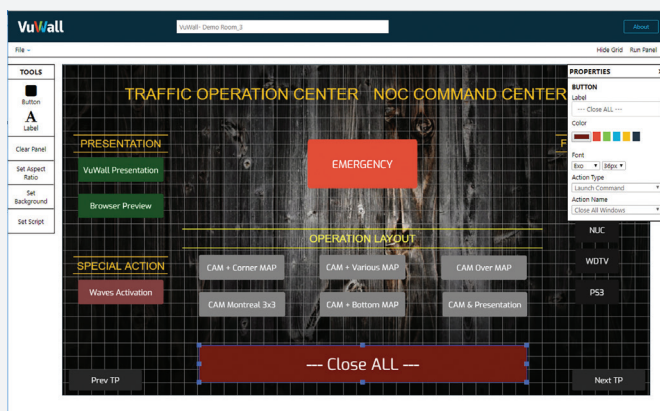 VuWall
VuWall- Demo Room_3
About
File
Hide Grid Run Panel
TOOLS
Button
A
Label
Clear Panel
Set Aspect
Ratio
Set
Background
Set Script
TRAFFIC OPERATION CENTER NOC COMMAND CENTER
PRESENTATION
VuWall Presentation
Browser Preview
EMERGENCY
F
OPERATION LAYOUT
SPECIAL ACTION
Waves Activation
CAM + Corner MAP
CAM + Various MAP
CAM Over MAP
CAM Montreal 3x3
CAM + Bottom MAP
CAM & Presentation
NUC
WDTV
PS3
--- Close ALL ---
Prev TP
Next TP
PROPERTIES
BUTTON
Label
--- Close ALL ---
Color
Font
Exo 36px
Action Type
Launch Command
Action Name
Close All Windows